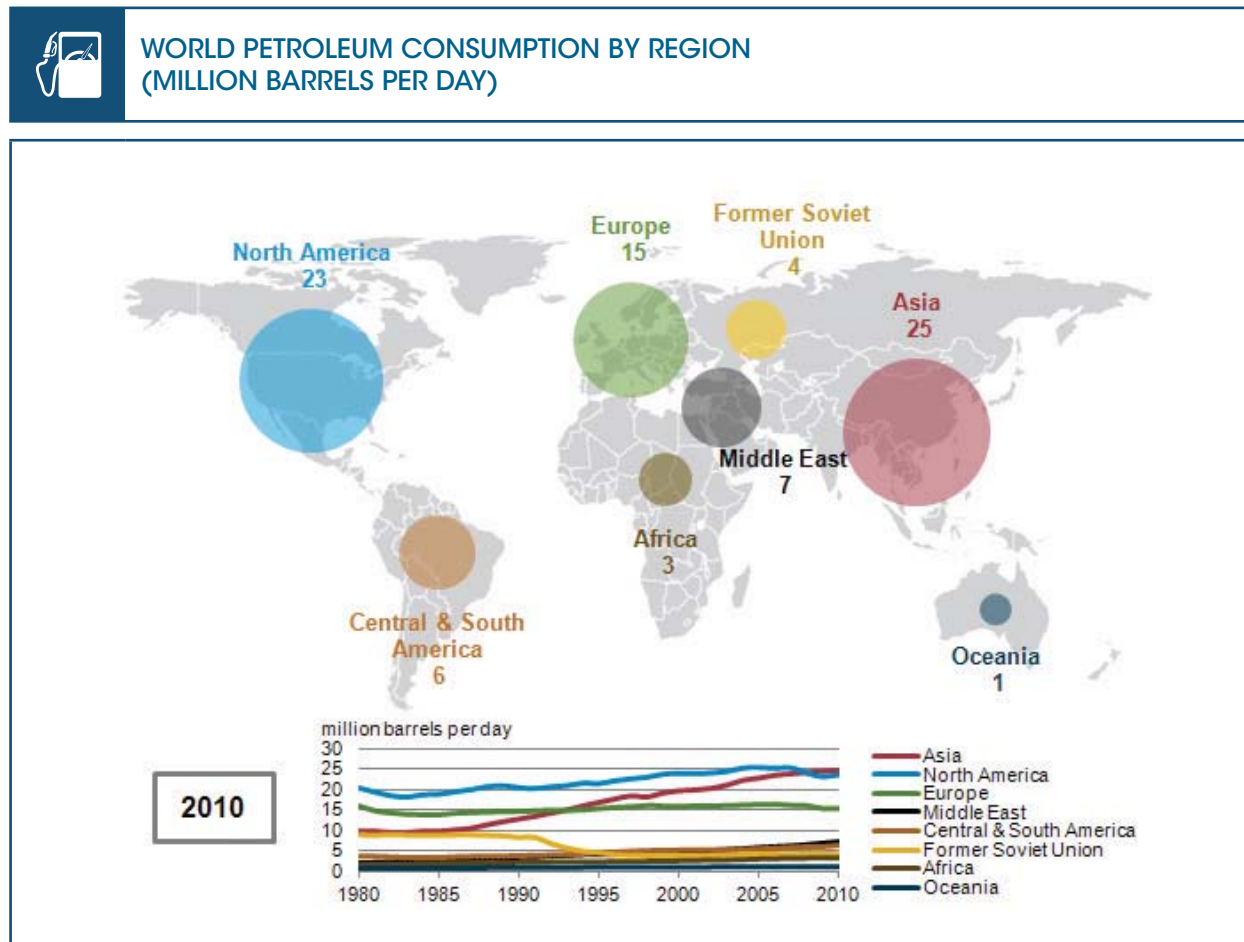 WORLD PETROLEUM CONSUMPTION BY REGION
(MILLION BARRELS PER DAY)
Former Soviet
Union
4
Europe
15
North America
23
Asia
25
Middle East
7
Africa
3
Central & South
America
6
Oceania
1
million barrels per day
30
25
20
15
10
5
0
1980 1985 1990 1995 2000 2005 2010
2010
Asia
North America
Europe
Middle East
Central & South America
Former Soviet Union
Africa
Oceania